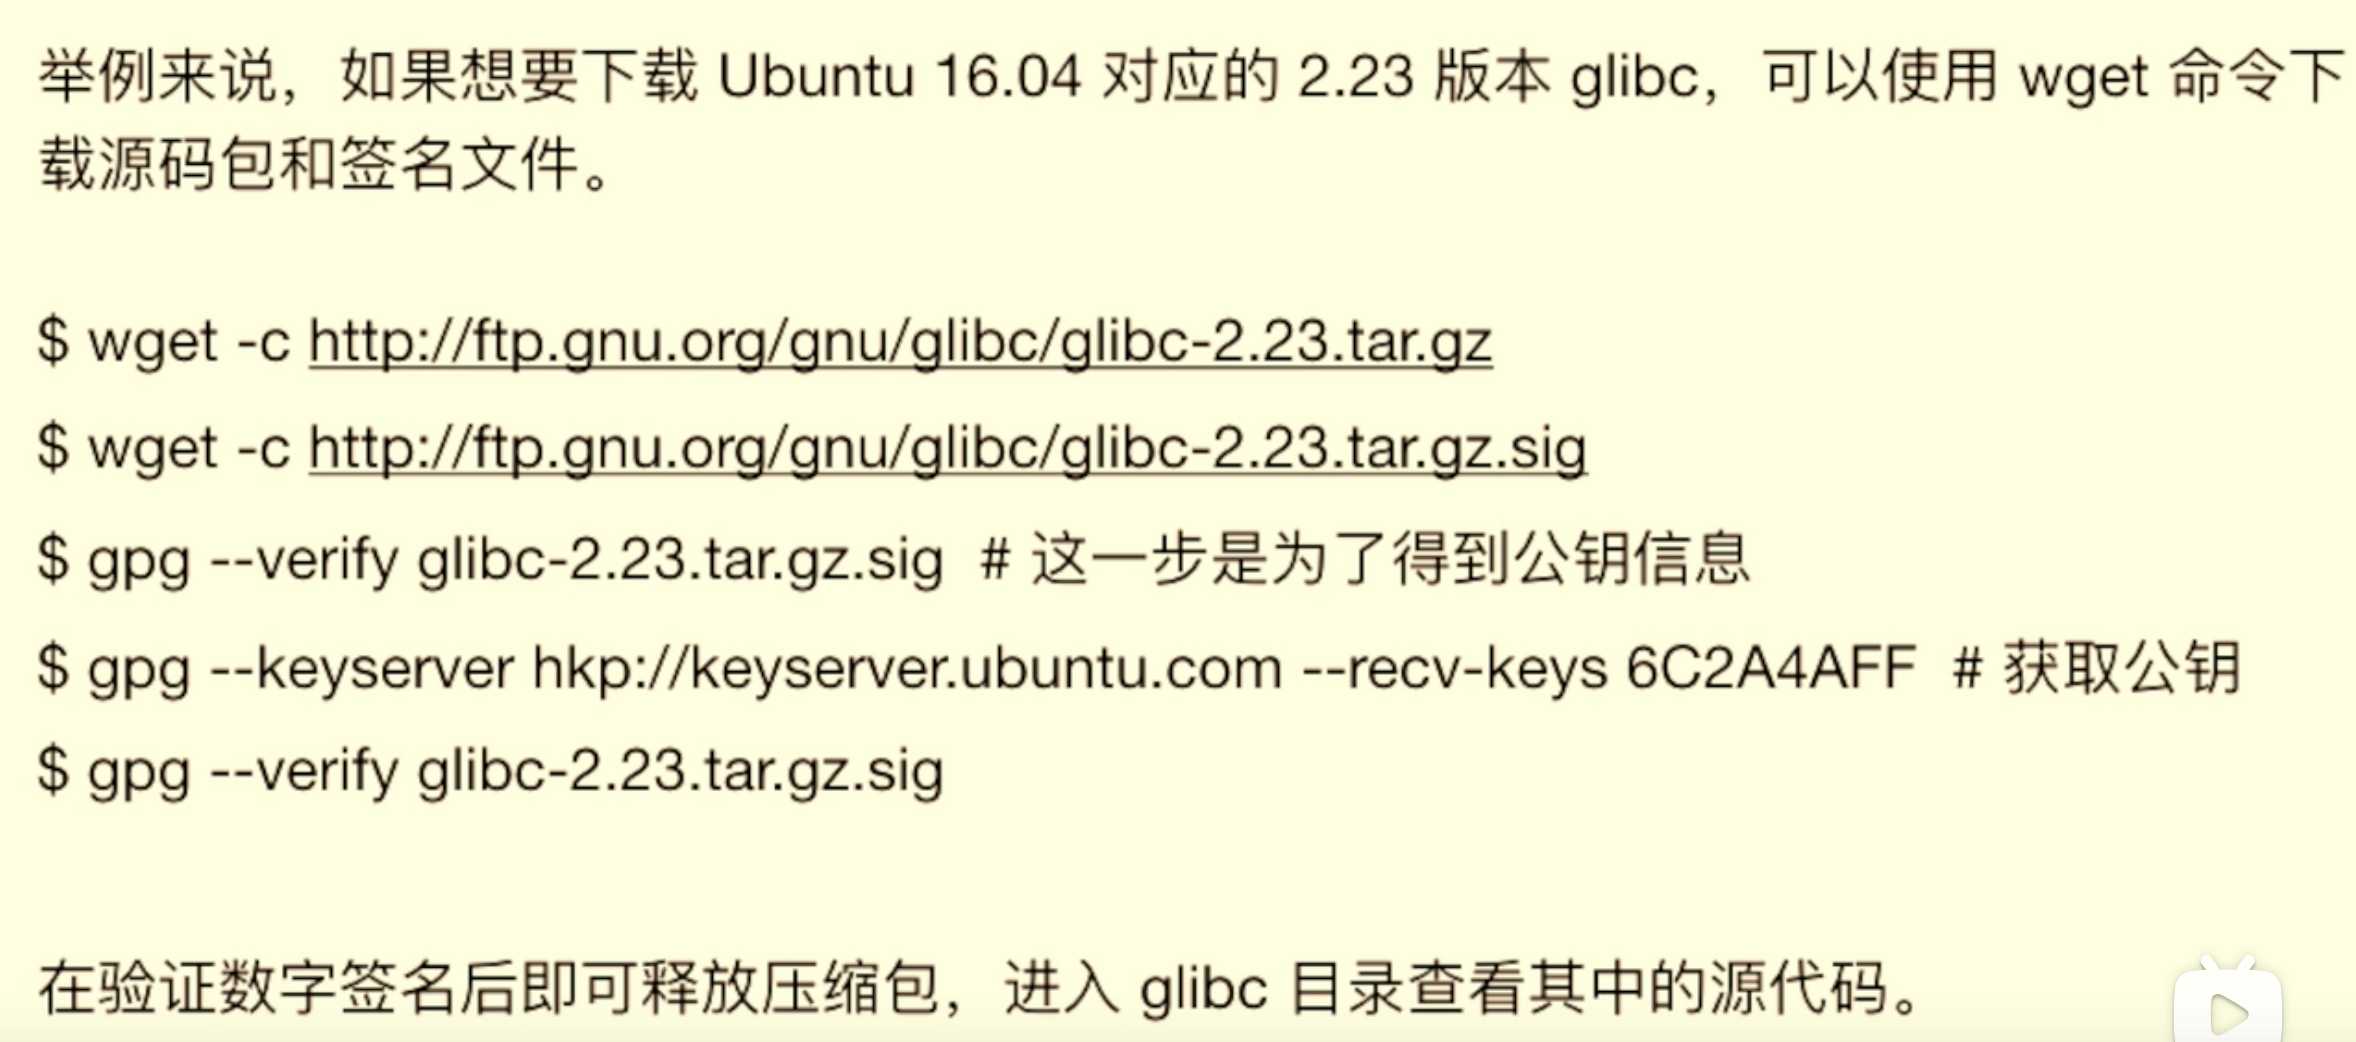 举例来说，如果想要下载 Ubuntu 16.04 对应的 2.23 版本 glibc，可以使用 wget 命令下
载源码包和签名文件。
$ wget -c http://ftp.gnu.org/gnu/glibc/glibc-2.23.tar.gz
$ wget -c http://ftp.gnu.org/gnu/glibc/glibc-2.23.tar.gz.sig
$ gpg --verify glibc-2.23.tar.gz.sig  # 这一步是为了得到公钥信息
$ gpg --keyserver hkp://keyserver.ubuntu.com --recv-keys 6C2A4AFF  # 获取公钥
$ gpg --verify glibc-2.23.tar.gz.sig
在验证数字签名后即可释放压缩包，进入 glibc 目录查看其中的源代码。